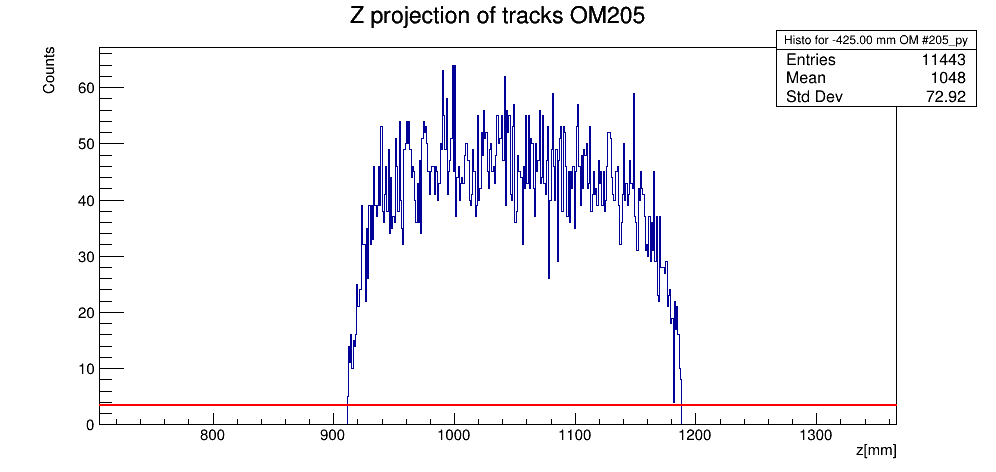 Z projection of tracks OM205
Histo for -425.00 mm OM #205_py
Entries 11443
Mean 1048
Std Dev 72.92
Counts
60
50
40
30
20
10
0
800 900 1000 1100 1200 1300
z[mm]